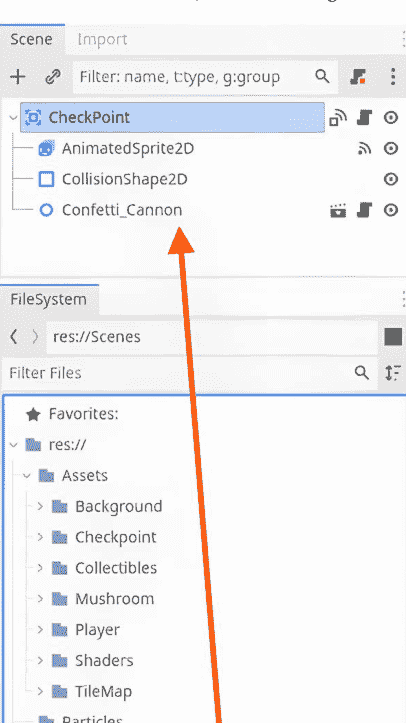 Scene Import
Filter: name, t:type, g:group
CheckPoint
AnimatedSprite2D
CollisionShape2D
Confetti_Cannon
FileSystem
res://Scenes
Filter Files
Favorites:
res://
Assets
Background
Checkpoint
Collectibles
Mushroom
Player
Shaders
TileMap
Particles